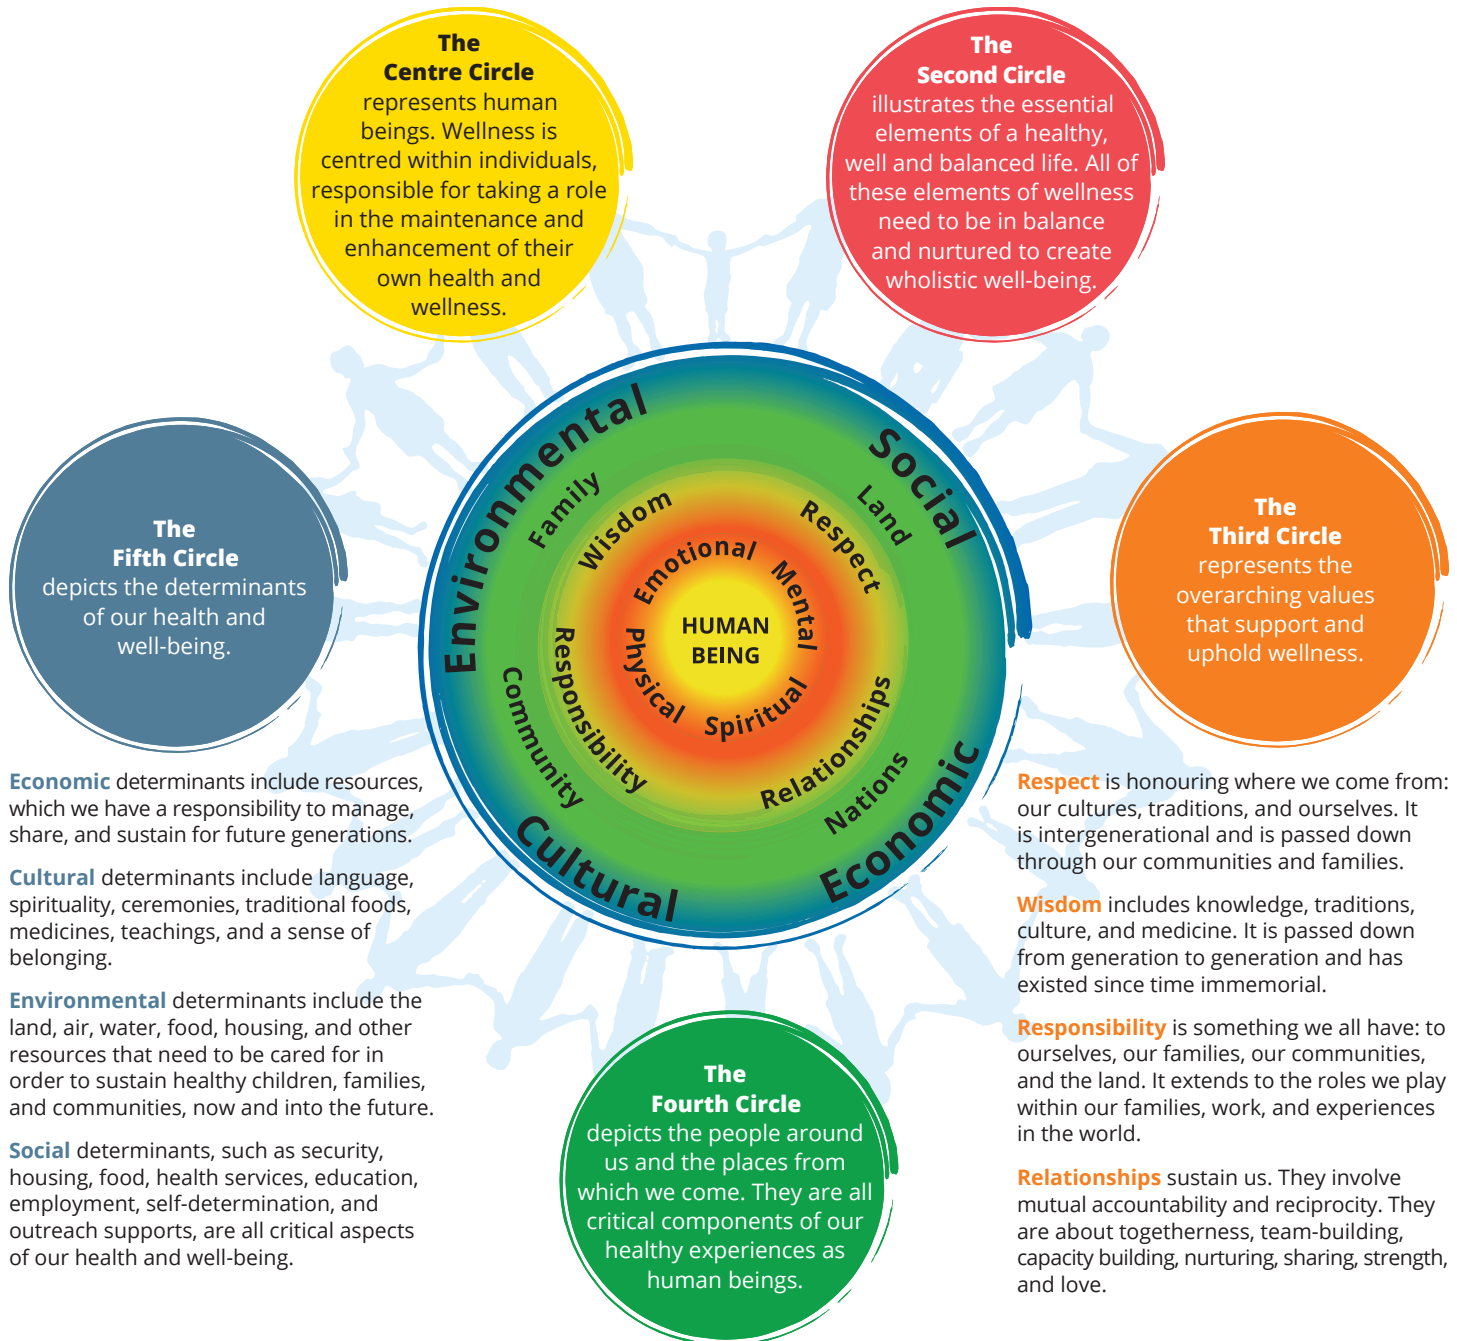 The
Centre Circle
represents human
beings. Wellness is
centred within individuals,
responsible for taking a role
in the maintenance and
enhancement of their
own health and
wellness.
The
Second Circle
illustrates the essential
elements of a healthy,
well and balanced life. All of
these elements of wellness
need to be in balance
and nurtured to create
wholistic well-being.
The
Third Circle
represents the
overarching values
that support and
uphold wellness.
Respect is honouring where we come from:
our cultures, traditions, and ourselves. It
is intergenerational and is passed down
through our communities and families.
Wisdom includes knowledge, traditions,
culture, and medicine. It is passed down
from generation to generation and has
existed since time immemorial.
Responsibility is something we all have: to
ourselves, our families, our communities,
and the land. It extends to the roles we play
within our families, work, and experiences
in the world.
Relationships sustain us. They involve
mutual accountability and reciprocity. They
are about togetherness, team-building,
capacity building, nurturing, sharing, strength,
and love.
The
Fourth Circle
depicts the people around
us and the places from
which we come. They are all
critical components of our
healthy experiences as
human beings.
The
Fifth Circle
depicts the determinants
of our health and
well-being.
Economic determinants include resources,
which we have a responsibility to manage,
share, and sustain for future generations.
Cultural determinants include language,
spirituality, ceremonies, traditional foods,
medicines, teachings, and a sense of
belonging.
Environmental determinants include the
land, air, water, food, housing, and other
resources that need to be cared for in
order to sustain healthy children, families,
and communities, now and into the future.
Social determinants, such as security,
housing, food, health services, education,
employment, self-determination, and
outreach supports, are all critical aspects
of our health and well-being.
HUMAN
BEING
Emotional
Mental
Spiritual
Physical
Wisdom
Respect
Relationships
Responsibility
Family
Land
Nations
Community
Environmental
Social
Economic
Cultural